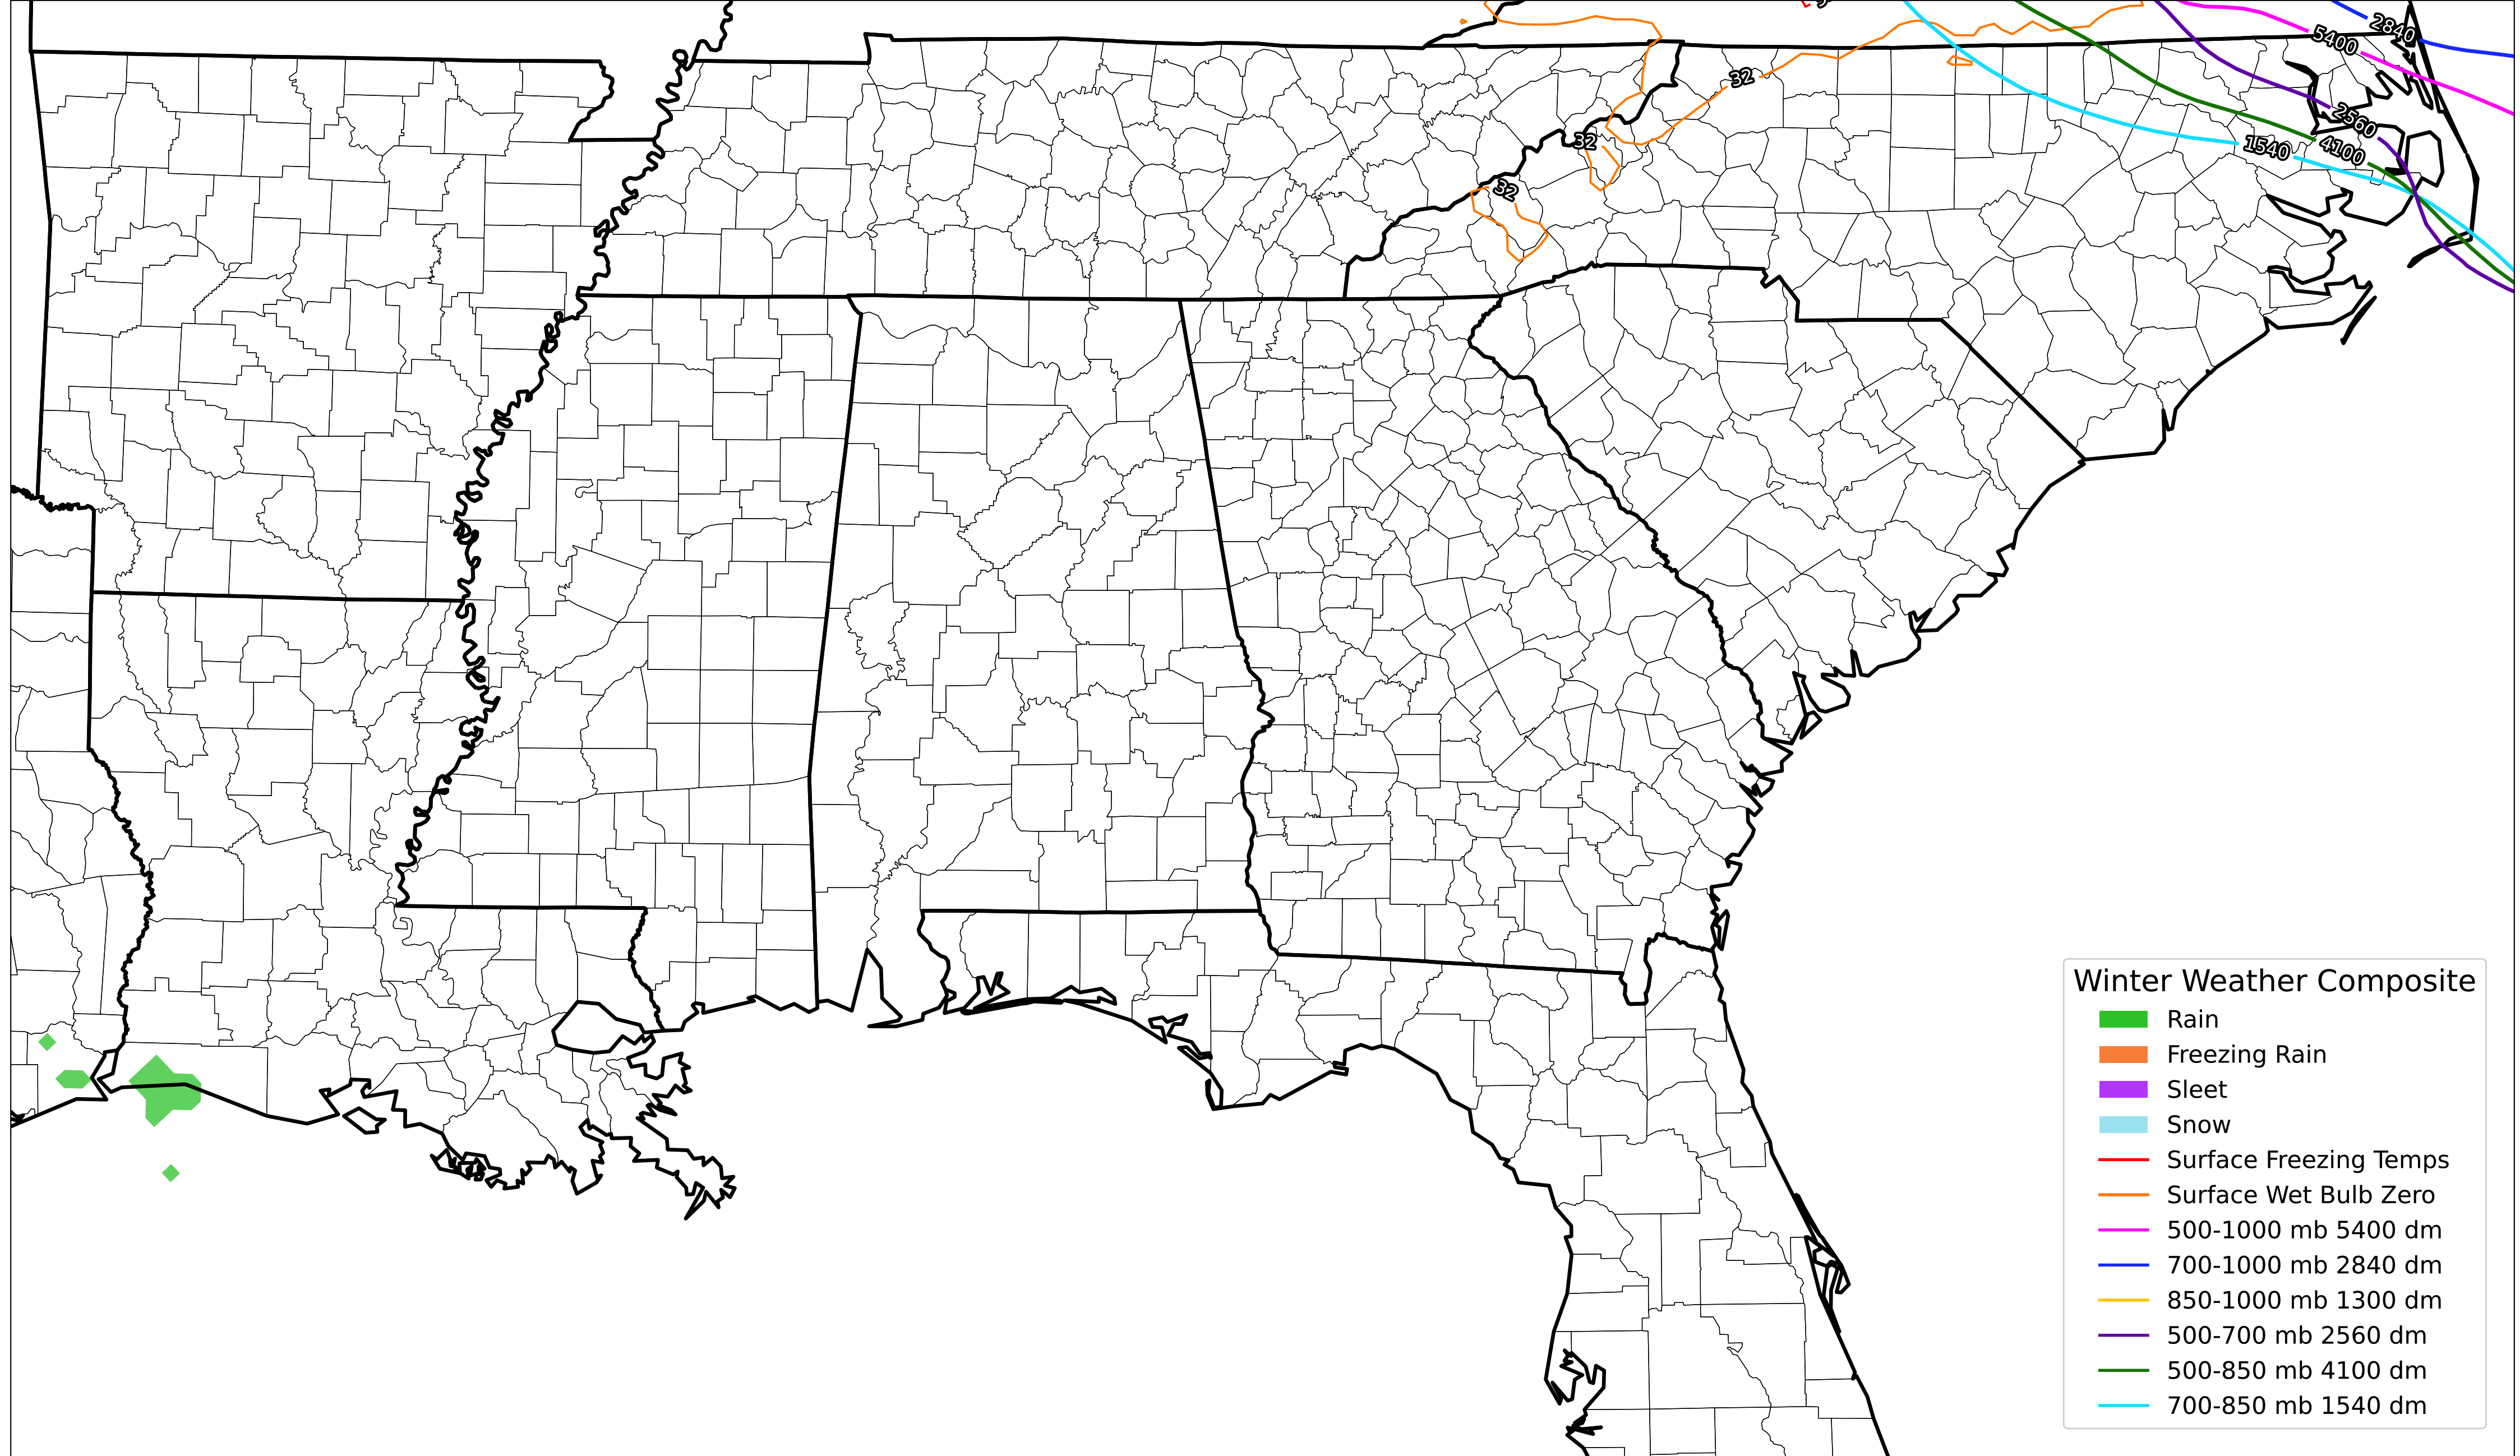 2840
5400
32
2560
32
1540
4100
32
Winter Weather Composite
Rain
Freezing Rain
Sleet
Snow
Surface Freezing Temps
Surface Wet Bulb Zero
500-1000 mb 5400 dm
700-1000 mb 2840 dm
850-1000 mb 1300 dm
500-700 mb 2560 dm
500-850 mb 4100 dm
700-850 mb 1540 dm